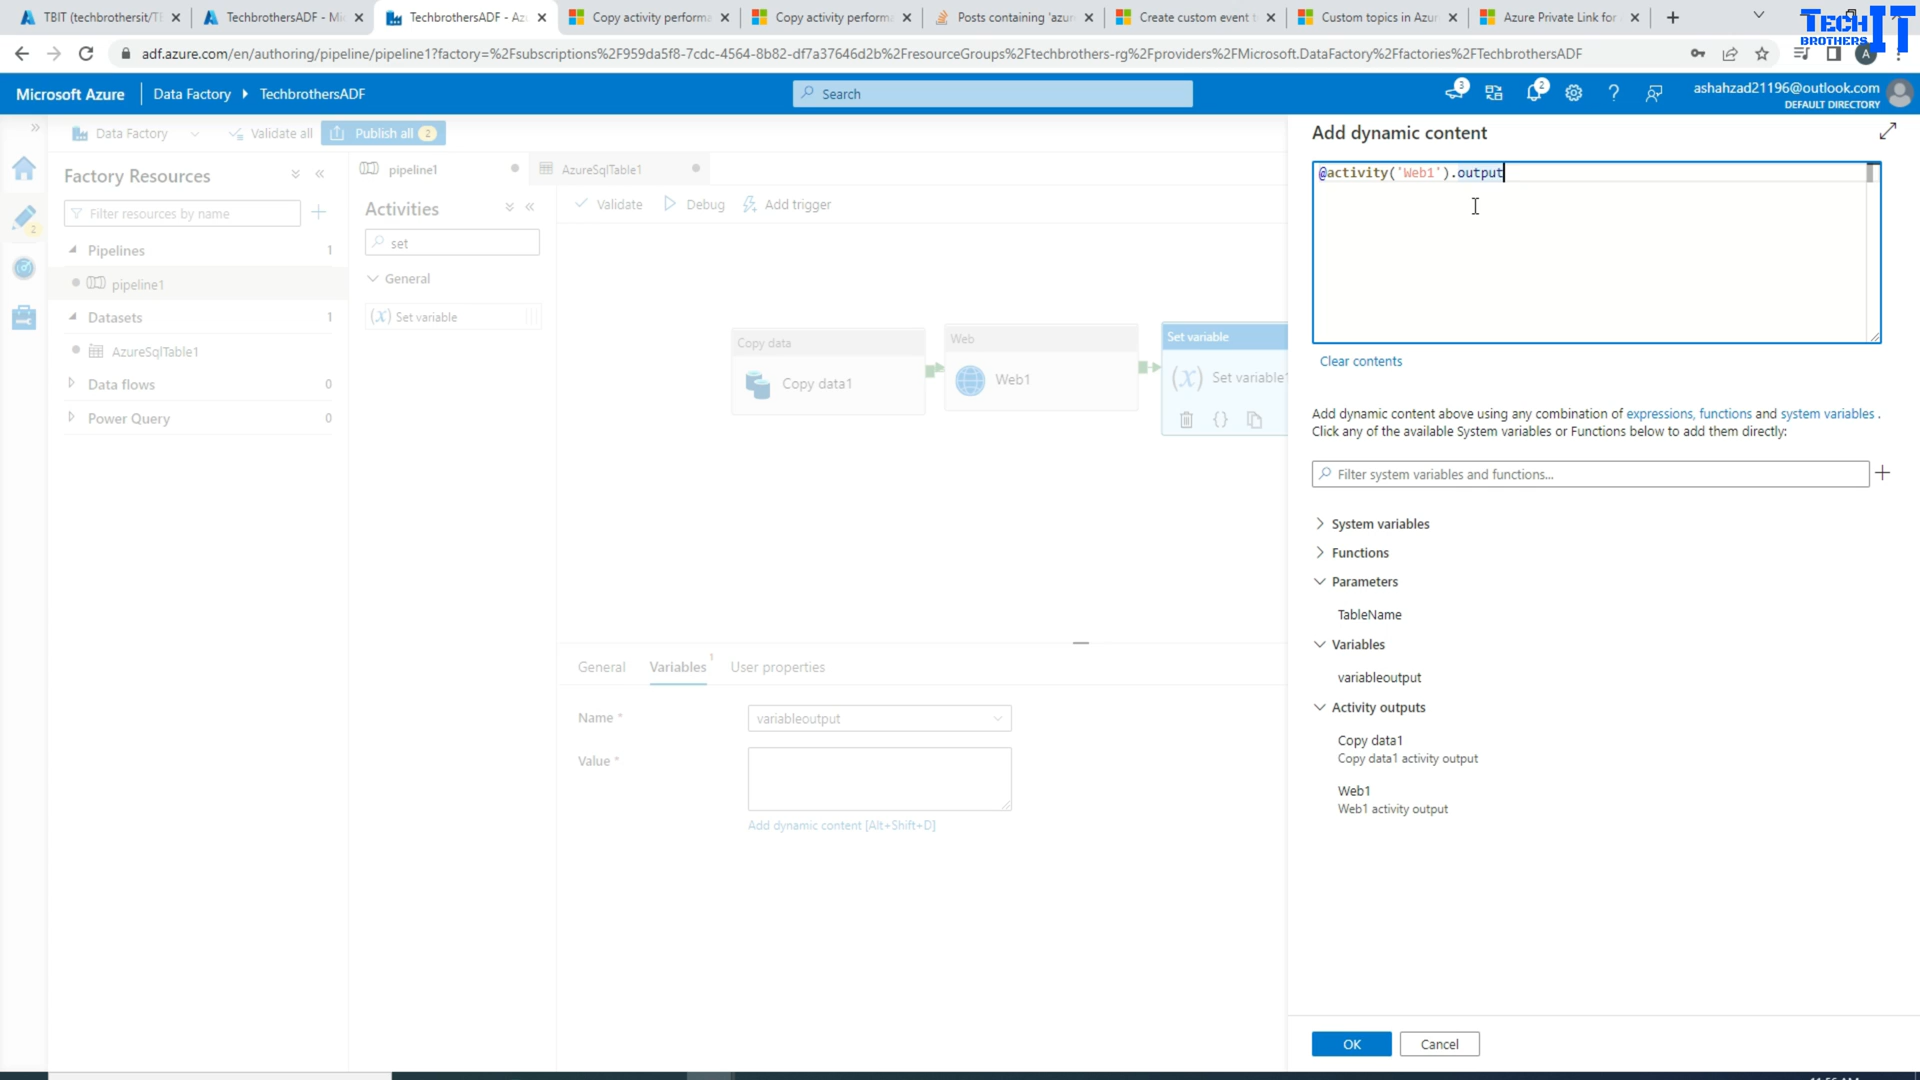 TBIT (techbrothersit/TB
TechbrothersADF - Mic
TechbrothersADF - Azu
Copy activity performa
Copy activity performa
Posts containing 'azur
Create custom event t
Custom topics in Azur
Azure Private Link for
TECH BROTHERS IT
adf.azure.com/en/authoring/pipeline/pipeline1?factory=%2Fsubscriptions%2F959da5f8-7cdc-4564-8b82-df7a37646d2b%2FresourceGroups%2Ftechbrothers-rg%2Fproviders%2FMicrosoft.DataFactory%2Ffactories%2FTechbrothersADF
A
Microsoft Azure
Data Factory
TechbrothersADF
Search
3
2
ashahzad21196@outlook.com
DEFAULT DIRECTORY
Data Factory
Validate all
Publish all 2
2
Factory Resources
Filter resources by name
Pipelines 1
pipeline1
Datasets 1
AzureSqlTable1
Data flows 0
Power Query 0
pipeline1
AzureSqlTable1
Activities
set
General
(x) Set variable
Validate
Debug
Add trigger
Copy data
Copy data1
Web
Web1
Set variable
(x) Set variable1
General
Variables 1
User properties
Name *
variableoutput
Value *
Add dynamic content [Alt+Shift+D]
Add dynamic content
@activity('Web1').output
Clear contents
Add dynamic content above using any combination of expressions, functions and system variables .
Click any of the available System variables or Functions below to add them directly:
Filter system variables and functions...
System variables
Functions
Parameters
TableName
Variables
variableoutput
Activity outputs
Copy data1
Copy data1 activity output
Web1
Web1 activity output
OK
Cancel